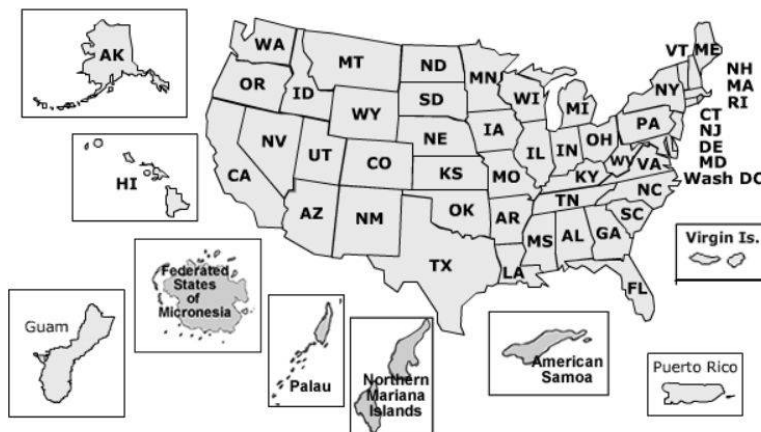 AK
WA
MT
ND
MN
VT
ME
NH
MA
RI
OR
ID
WY
SD
WI
MI
NY
CT
NJ
DE
MD
Wash DC
NV
UT
CO
NE
IA
IL
IN
OH
PA
WV
VA
CA
KS
MO
KY
NC
HI
AZ
NM
OK
AR
TN
SC
TX
LA
MS
AL
GA
FL
Virgin Is.
Federated
States
of
Micronesia
Guam
Palau
Northern
Mariana
Islands
American
Samoa
Puerto Rico